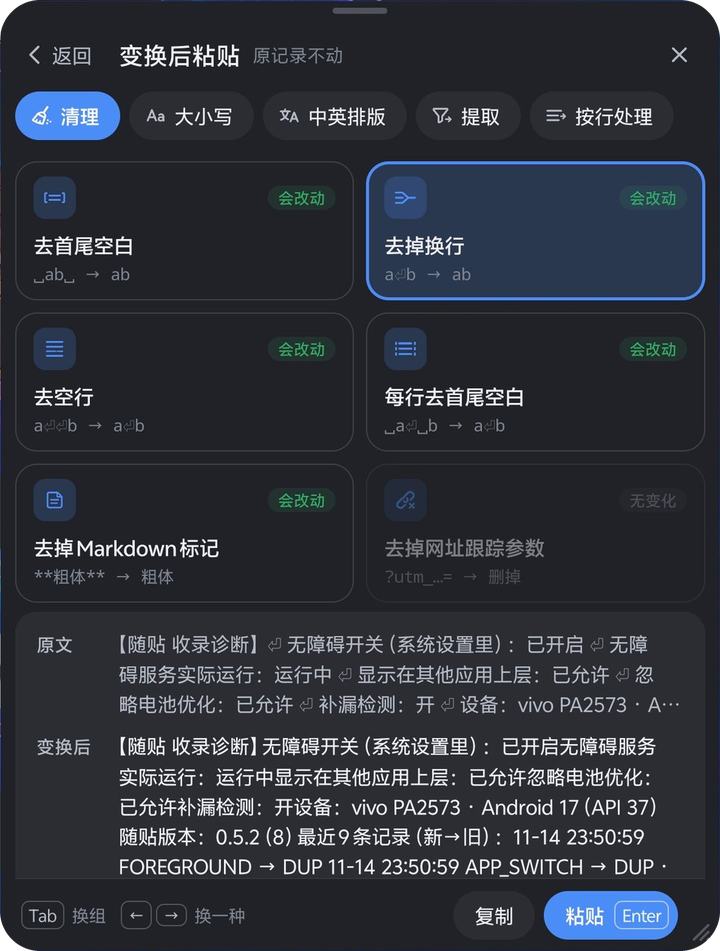 返回 变换后粘贴 原记录不动
清理 Aa 大小写 中英排版 提取 按行处理
会改动
去首尾空白
␣ab␣ → ab
会改动
去掉换行
a⏎b → ab
会改动
去空行
a⏎⏎b → a⏎b
会改动
每行去首尾空白
␣a⏎␣b → a⏎b
会改动
去掉Markdown标记
**粗体** → 粗体
无变化
去掉网址跟踪参数
?utm_…= → 删掉
原文 【随贴 收录诊断】 ⏎ 无障碍开关 (系统设置里) ： 已开启 ⏎ 无障
碍服务实际运行：运行中 ⏎ 显示在其他应用上层：已允许 ⏎ 忽
略电池优化：已允许 ⏎ 补漏检测：开 ⏎ 设备：vivo PA2573 · A…
变换后 【随贴 收录诊断】无障碍开关 (系统设置里) ： 已开启无障碍服务
实际运行：运行中显示在其他应用上层：已允许忽略电池优化：
已允许补漏检测：开设备：vivo PA2573 · Android 17 (API 37)
随贴版本：0.5.2 (8) 最近9条记录 (新→旧) ：11-14 23:50:59
FOREGROUND → DUP 11-14 23:50:59 APP_SWITCH → DUP ·
Tab 换组 ← → 换一种 复制 粘贴 Enter